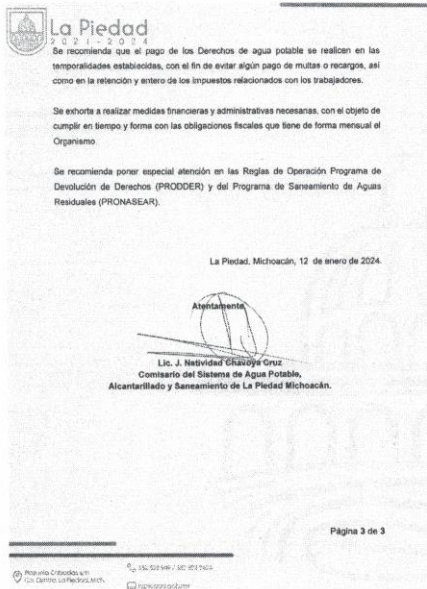 La Piedad
2021-2024
Se recomienda que el pago de los Derechos de agua potable se realicen en las
temporalidades establecidas, con el fin de evitar algún pago de multas o recargos, así
como en la retención y entero de los impuestos relacionados con los trabajadores.
Se exhorta a realizar medidas financieras y administrativas necesarias, con el objeto de
cumplir en tiempo y forma con las obligaciones fiscales que tiene de forma mensual el
Organismo.
Se recomienda poner especial atención en las Reglas de Operación Programa de
Devolución de Derechos (PRODDER) y del Programa de Saneamiento de Aguas
Residuales (PRONASEAR).
La Piedad, Michoacán, 12 de enero de 2024.
Atentamente
Lic. J. Natividad Chavoya Cruz
Comisario del Sistema de Agua Potable,
Alcantarillado y Saneamiento de La Piedad Michoacán.
Página 3 de 3
Col. Centro, La Piedad, Mich.